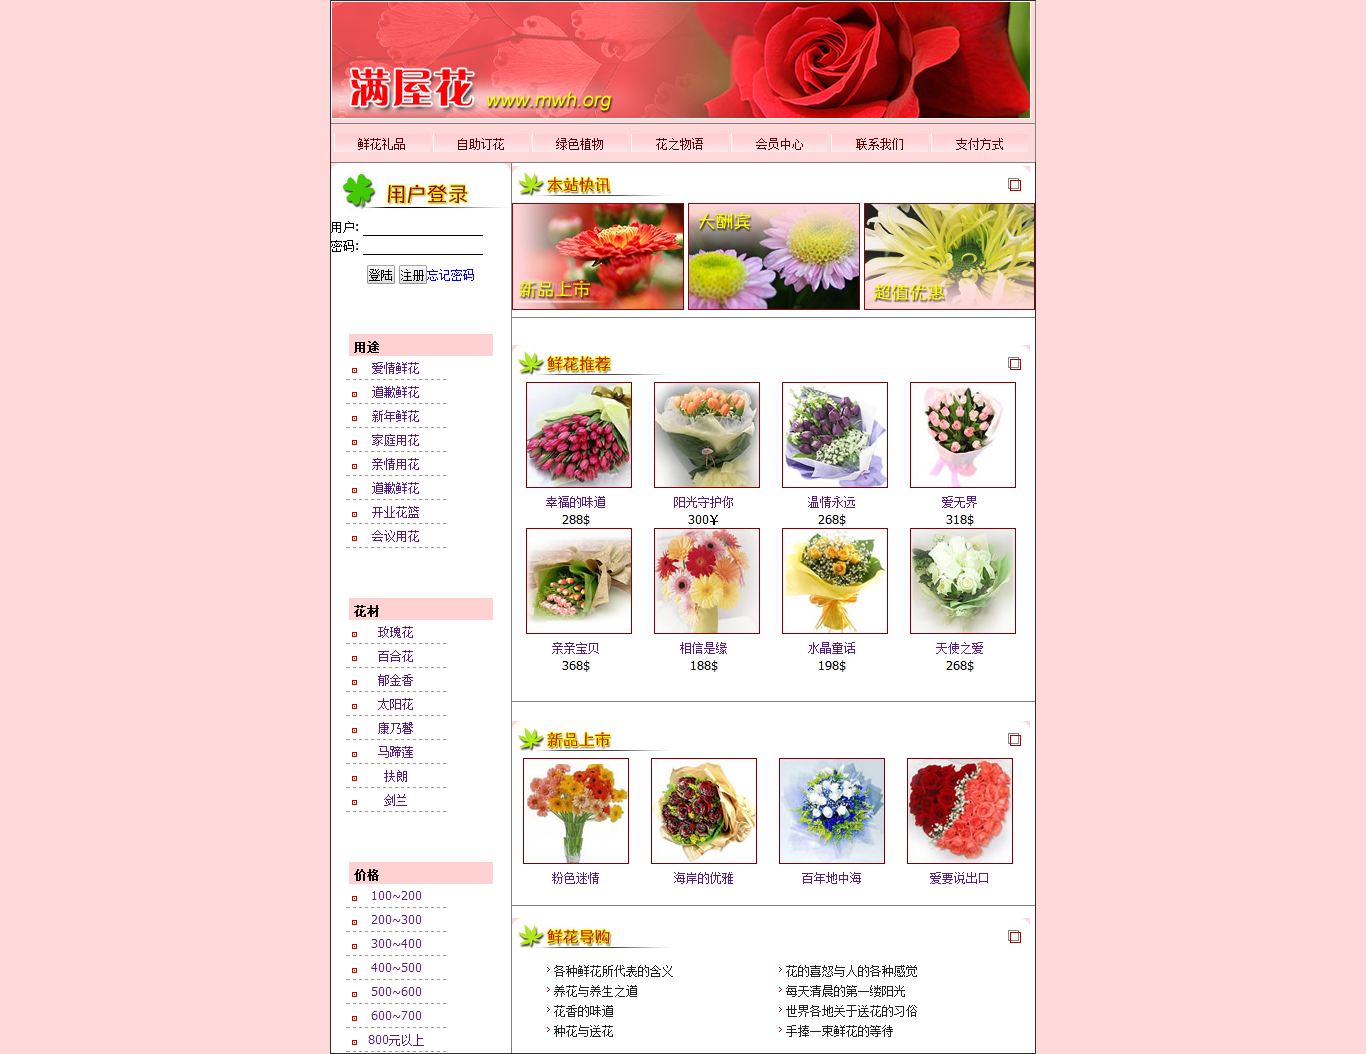 满屋花 www.mwh.org
鲜花礼品 自助订花 绿色植物 花之物语 会员中心 联系我们 支付方式
用户登录
用户:
密码:
登陆 注册 忘记密码
用途
爱情鲜花
道歉鲜花
新年鲜花
家庭用花
亲情用花
道歉鲜花
开业花篮
会议用花
花材
玫瑰花
百合花
郁金香
太阳花
康乃馨
马蹄莲
扶朗
剑兰
价格
100~200
200~300
300~400
400~500
500~600
600~700
800元以上
本站快讯
新品上市 大酬宾 超值优惠
鲜花推荐
幸福的味道 阳光守护你 温情永远 爱无界
288$ 300¥ 268$ 318$
亲亲宝贝 相信是缘 水晶童话 天使之爱
368$ 188$ 198$ 268$
新品上市
粉色迷情 海岸的优雅 百年地中海 爱要说出口
鲜花导购
各种鲜花所代表的含义 花的喜怒与人的各种感觉
养花与养生之道 每天清晨的第一缕阳光
花香的味道 世界各地关于送花的习俗
种花与送花 手捧一束鲜花的等待